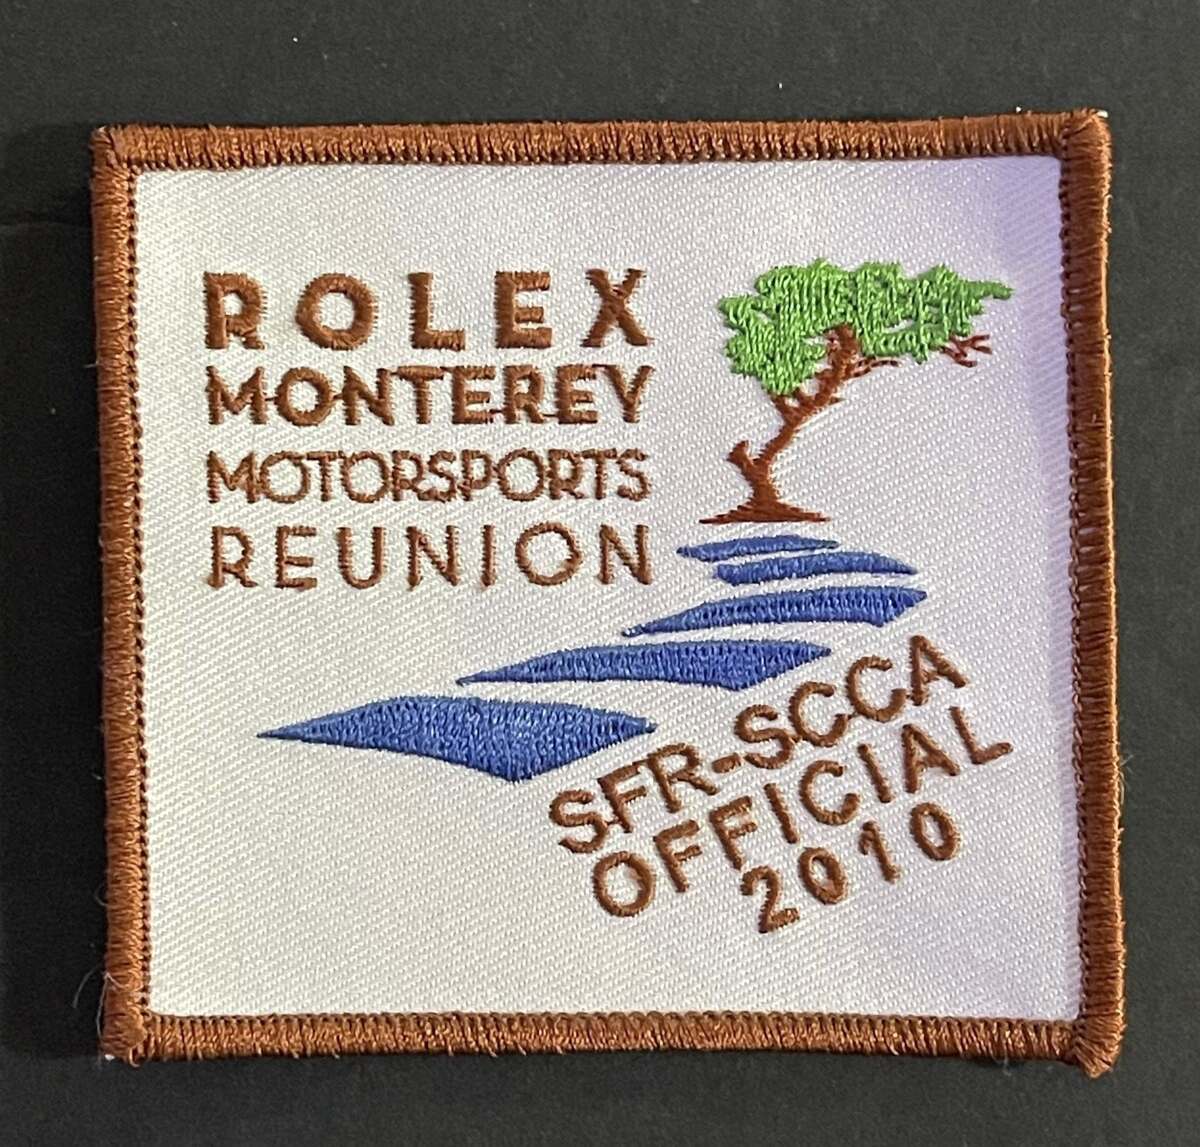 ROLEX
MONTEREY
MOTORSPORTS
REUNION
SFR-SCCA
OFFICIAL
2010